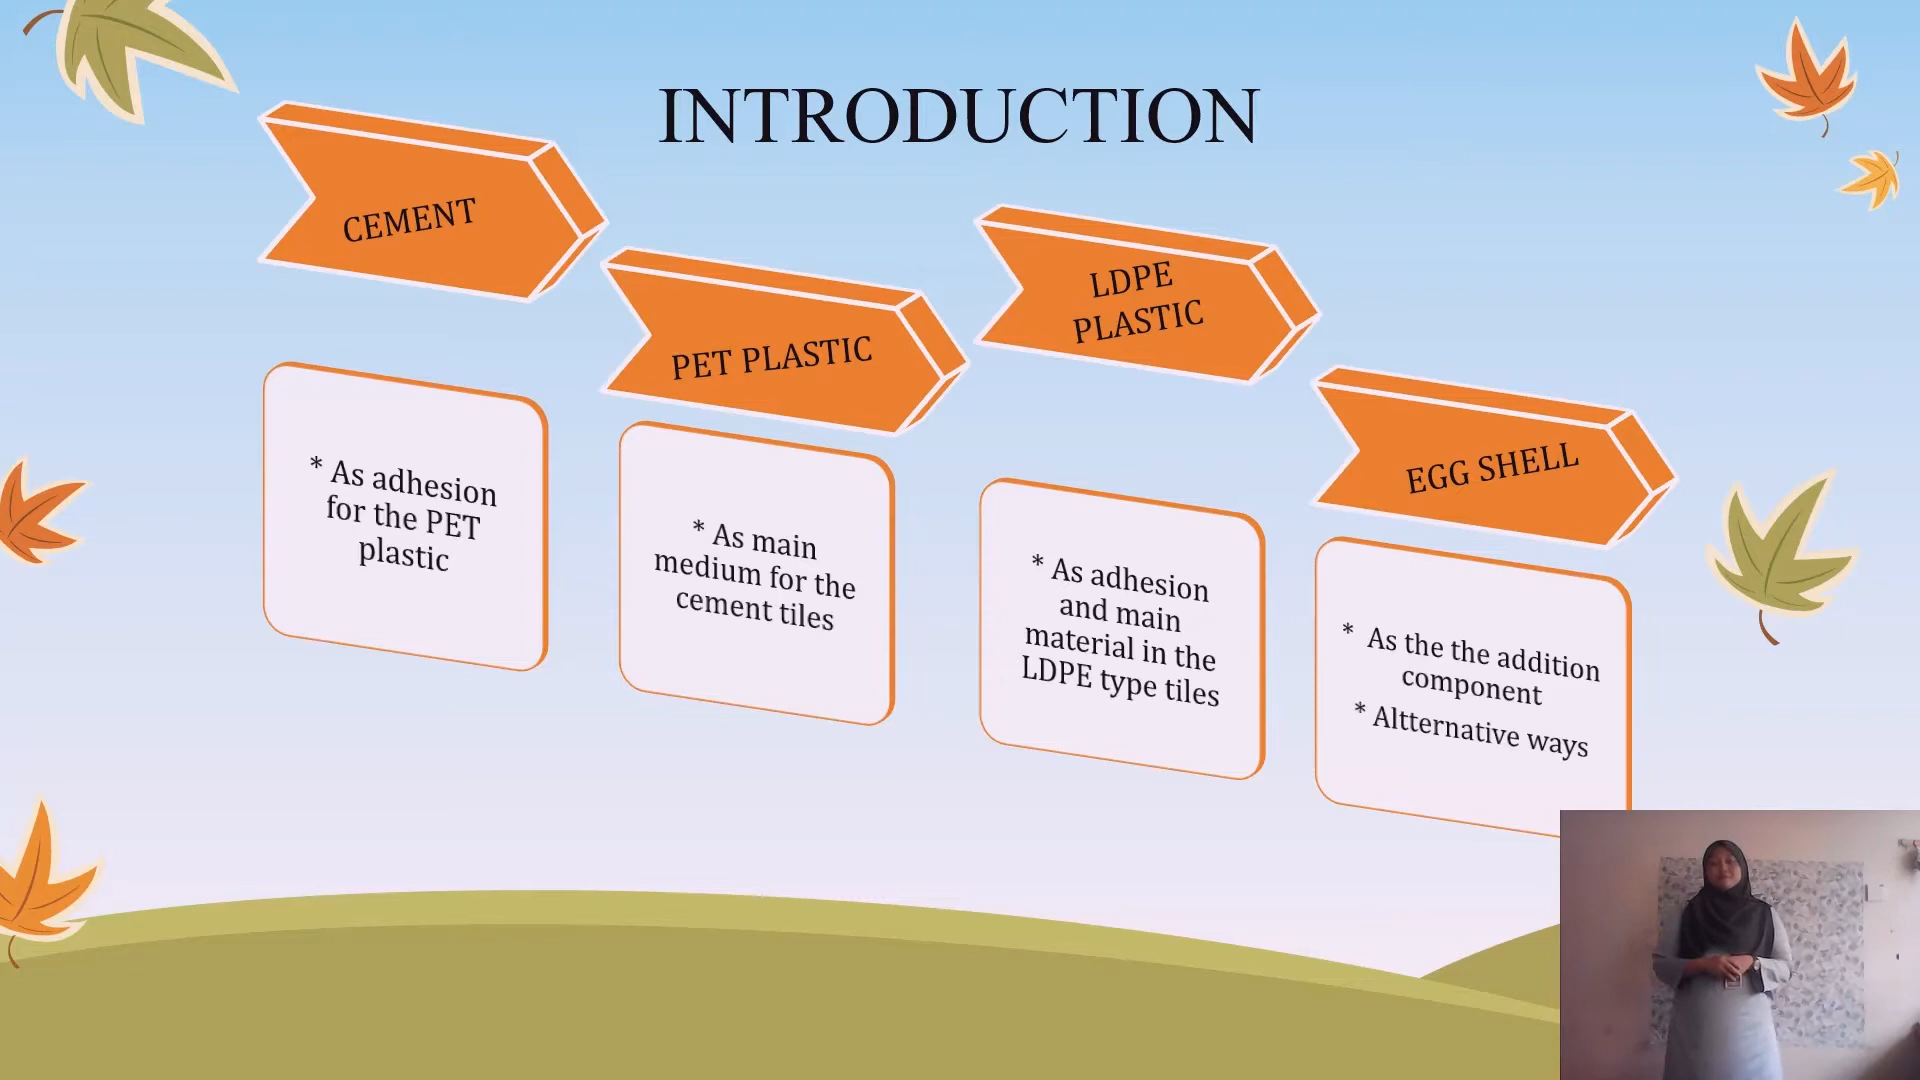 INTRODUCTION
CEMENT
* As adhesion
for the PET
plastic
PET PLASTIC
* As main
medium for the
cement tiles
LDPE
PLASTIC
* As adhesion
and main
material in the
LDPE type tiles
EGG SHELL
* As the the addition
component
* Altternative ways